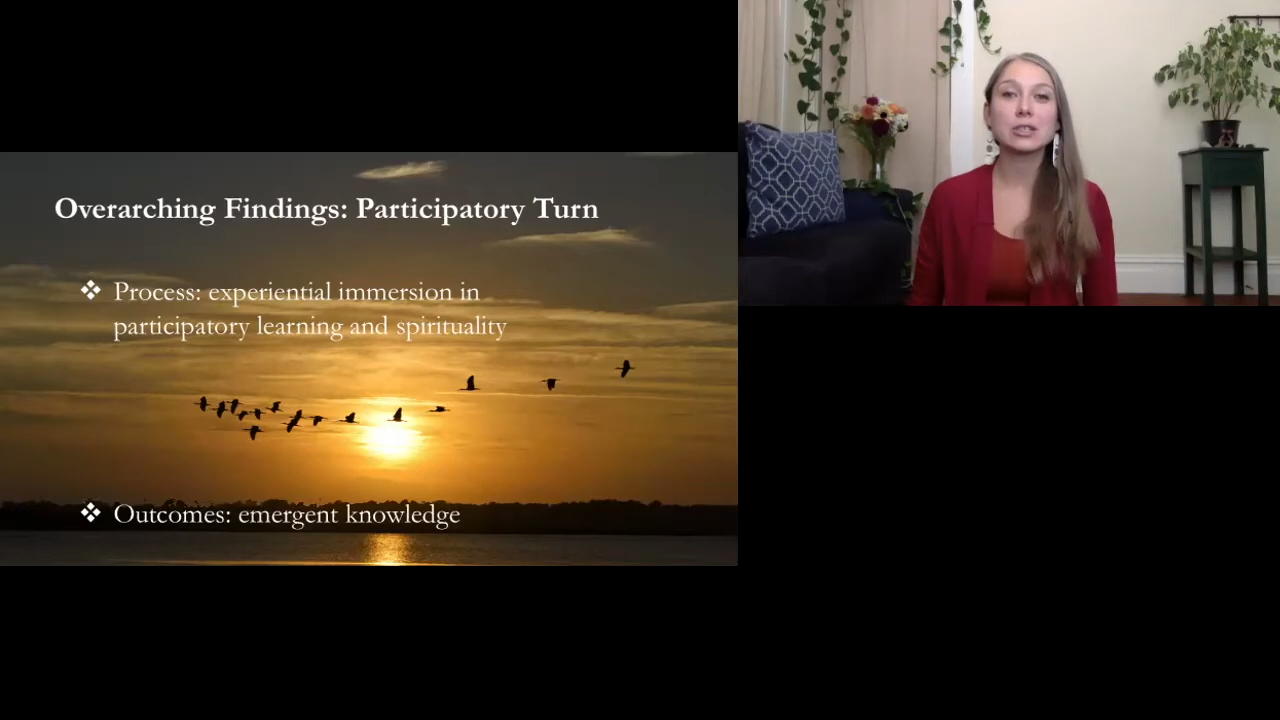 Overarching Findings: Participatory Turn
❖ Process: experiential immersion in
participatory learning and spirituality
❖ Outcomes: emergent knowledge